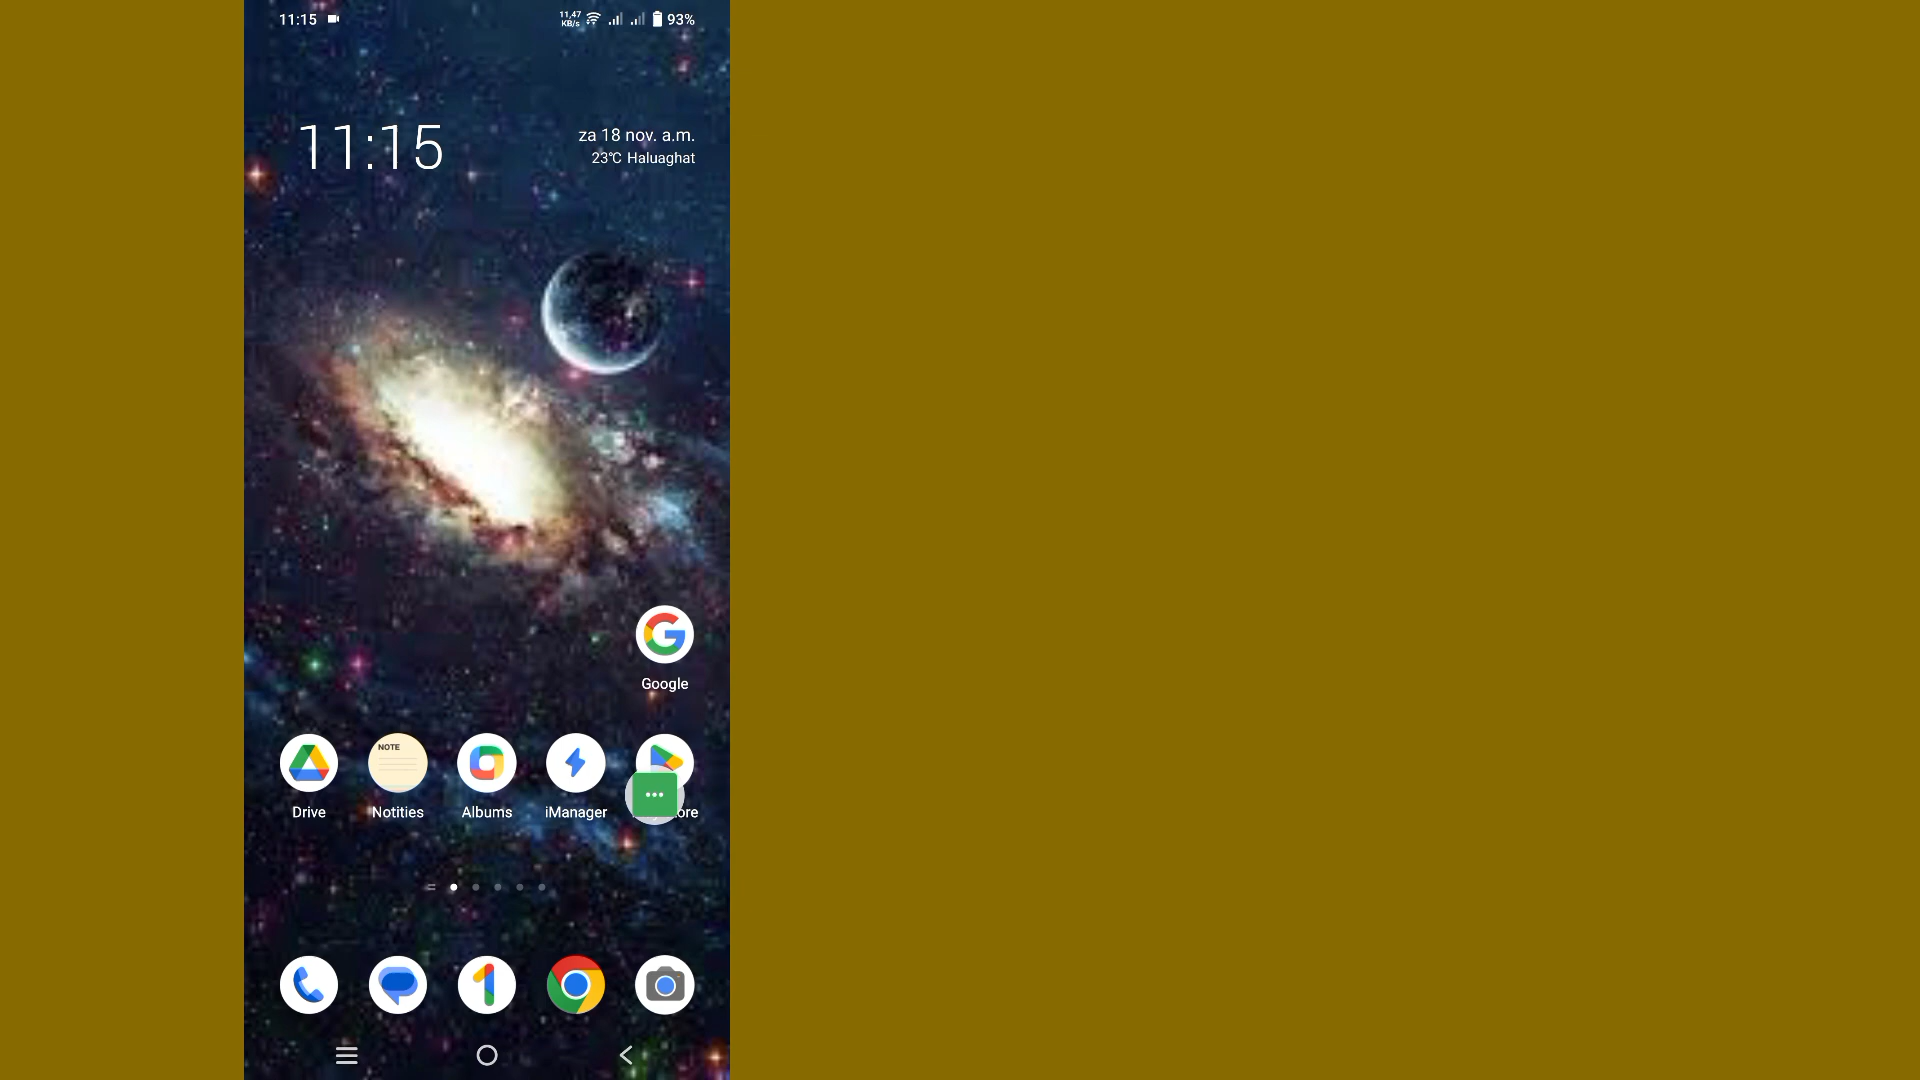 11:15
11,47
KB/s
93%
11:15
za 18 nov. a.m.
23°C Haluaghat
Google
NOTE
Drive
Notities
Albums
iManager
ore